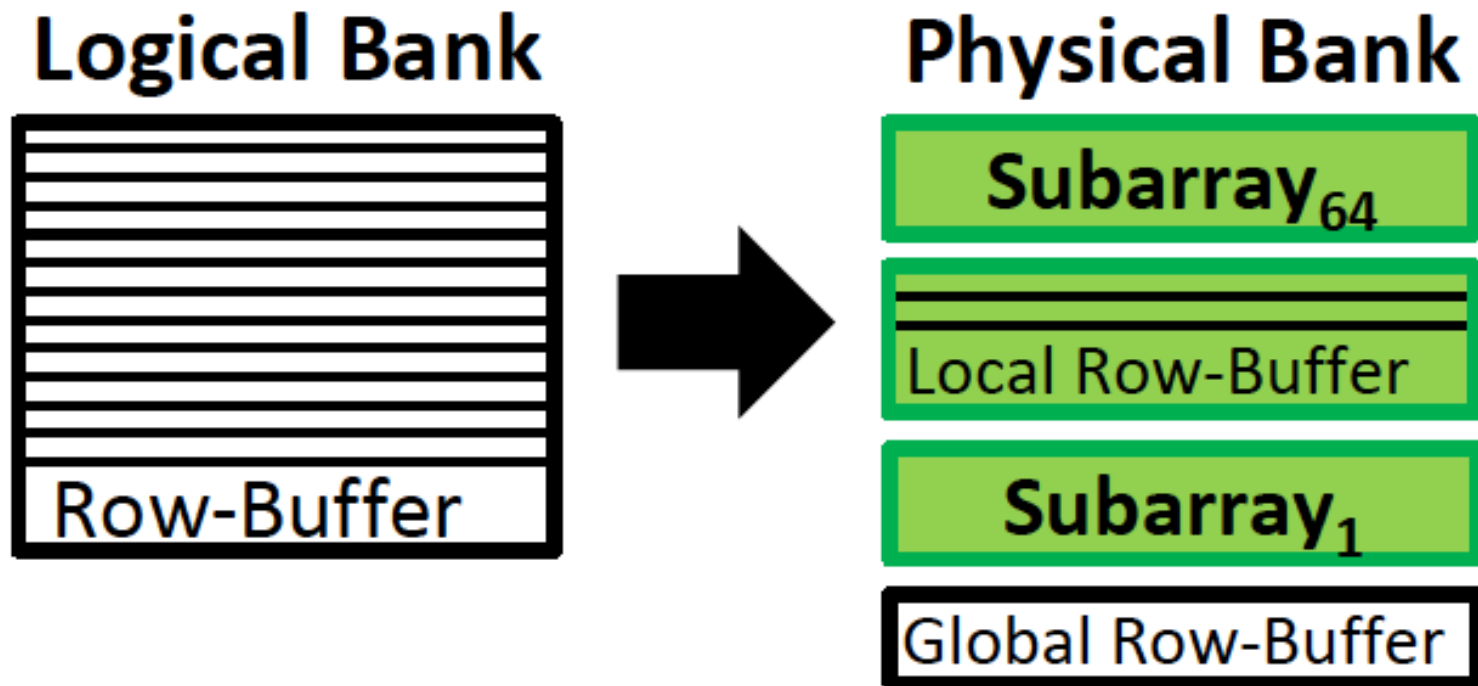 Logical Bank
Row-Buffer
Physical Bank
Subarray64
Local Row-Buffer
Subarray1
Global Row-Buffer